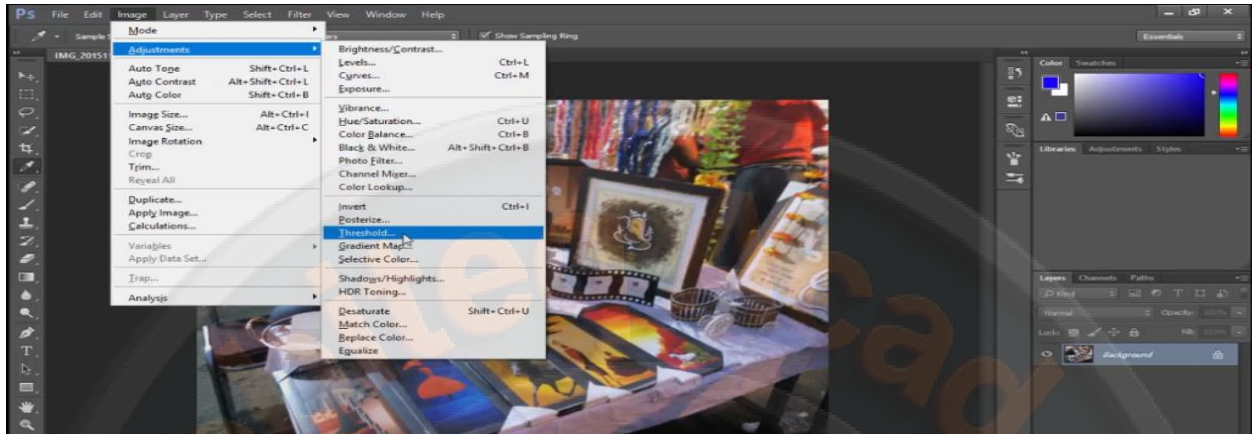 Ps File Edit Image Layer Type Select Filter View Window Help
Show Sampling Ring Essentials
IMG_20151
Mode
Adjustments
Auto Tone Shift+Ctrl+L
Auto Contrast Alt+Shift+Ctrl+L
Auto Color Shift+Ctrl+B
Image Size... Alt+Ctrl+I
Canvas Size... Alt+Ctrl+C
Image Rotation
Crop
Trim...
Reveal All
Duplicate...
Apply Image...
Calculations...
Variables
Apply Data Set...
Trap...
Analysis
Brightness/Contrast...
Levels... Ctrl+L
Curves... Ctrl+M
Exposure...
Vibrance...
Hue/Saturation... Ctrl+U
Color Balance... Ctrl+B
Black & White... Alt+Shift+Ctrl+B
Photo Filter...
Channel Mixer...
Color Lookup...
Invert Ctrl+I
Posterize...
Threshold...
Gradient Map...
Selective Color...
Shadows/Highlights...
HDR Toning...
Desaturate Shift+Ctrl+U
Match Color...
Replace Color...
Equalize
Color Swatches
Libraries Adjustments Styles
Layers Channels Paths
Kind
Normal Opacity:
Lock: Fill:
Background